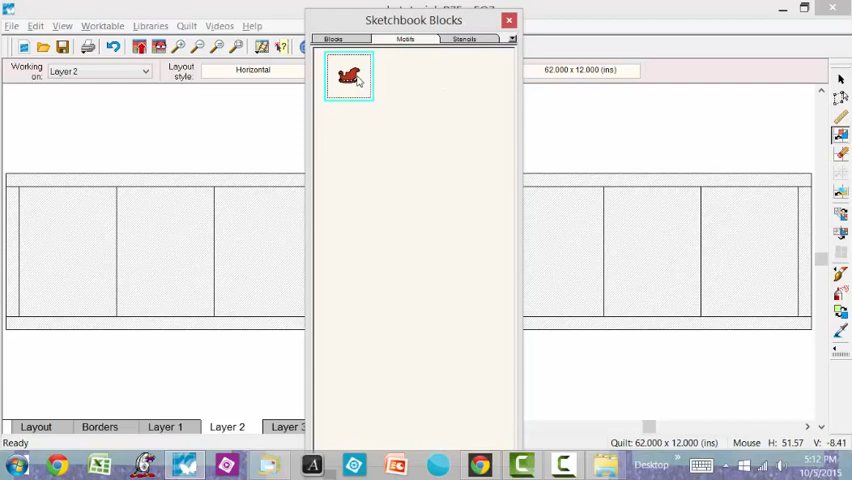 Sketchbook Blocks
File Edit View Worktable Libraries Quilt Videos Help
Blocks Motifs Stencils
Working on: Layer 2 Layout style: Horizontal 62.000 x 12.000 (ins)
Layout Borders Layer 1 Layer 2 Layer 3
Ready Quilt: 62.000 x 12.000 (ins) Mouse H: 51.57 V: -8.41
Desktop 5:12 PM
10/5/2015